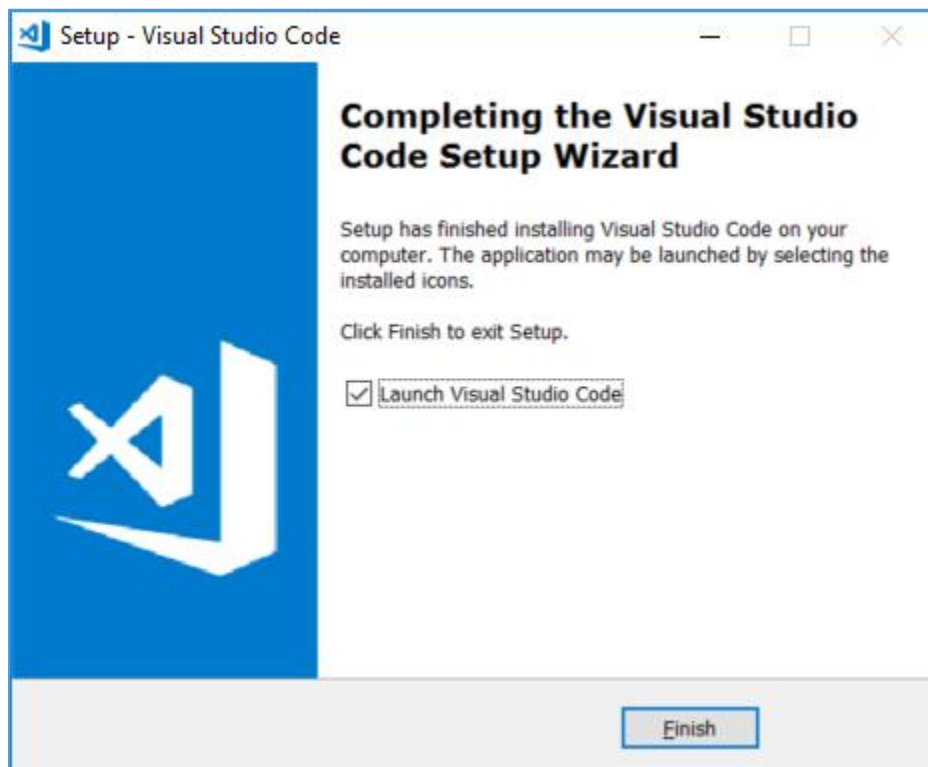 Setup - Visual Studio Code
Completing the Visual Studio
Code Setup Wizard
Setup has finished installing Visual Studio Code on your
computer. The application may be launched by selecting the
installed icons.
Click Finish to exit Setup.
Launch Visual Studio Code
Finish